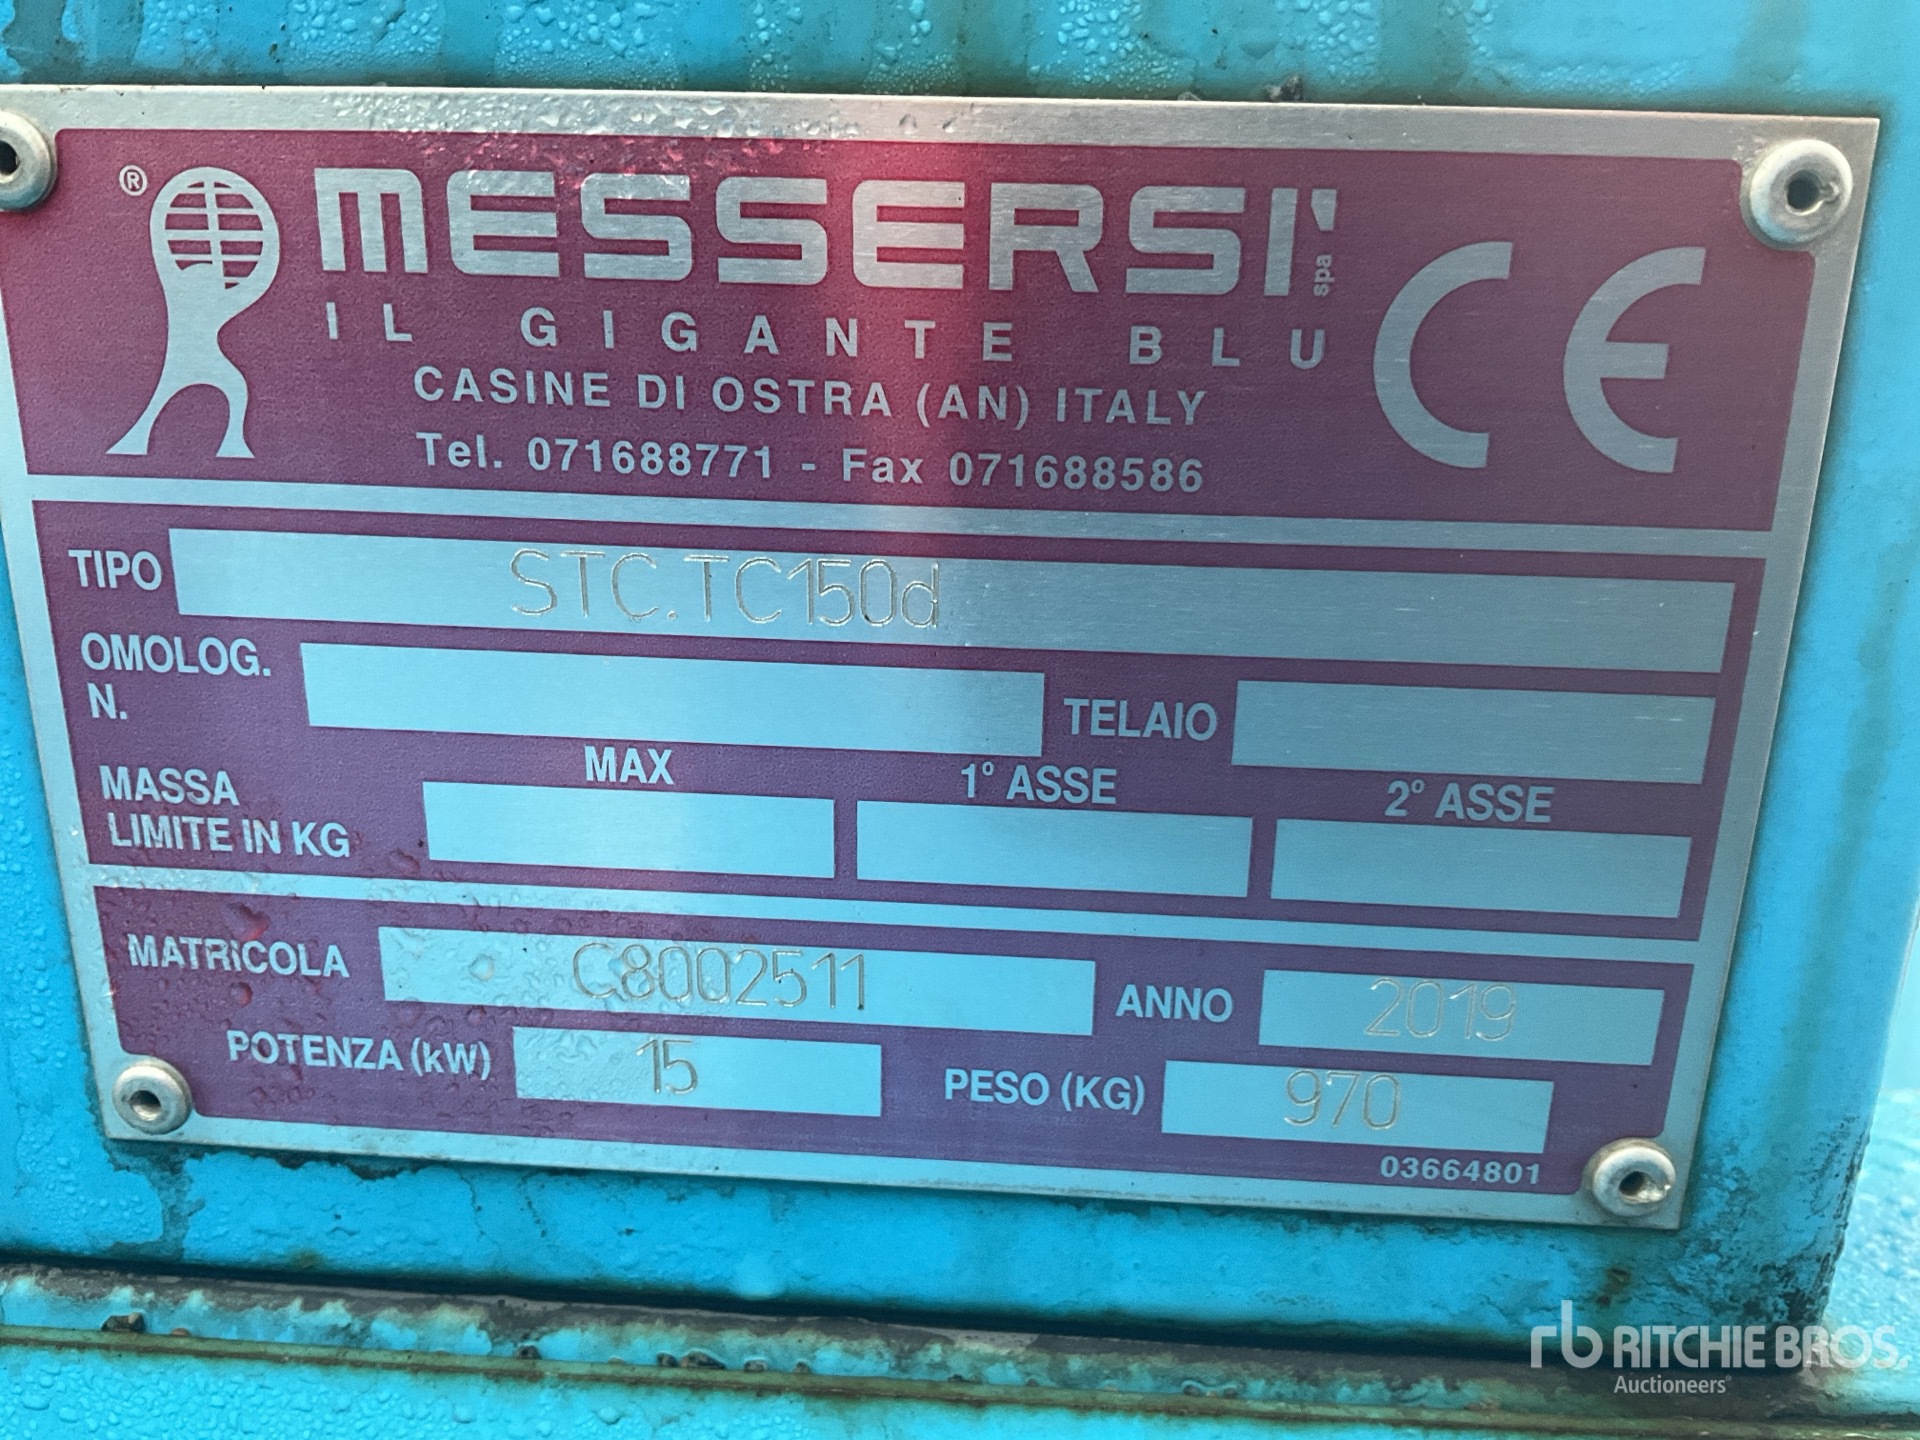 ® MESSERSI' spa
IL GIGANTE BLU
CASINE DI OSTRA (AN) ITALY
Tel. 071688771 - Fax 071688586
CE
TIPO STC.TC150d
OMOLOG. N.
TELAIO
MASSA LIMITE IN KG
MAX
1° ASSE
2° ASSE
MATRICOLA C8002511
ANNO 2019
POTENZA (kW) 15
PESO (KG) 970
03664801
rb RITCHIE BROS.
Auctioneers